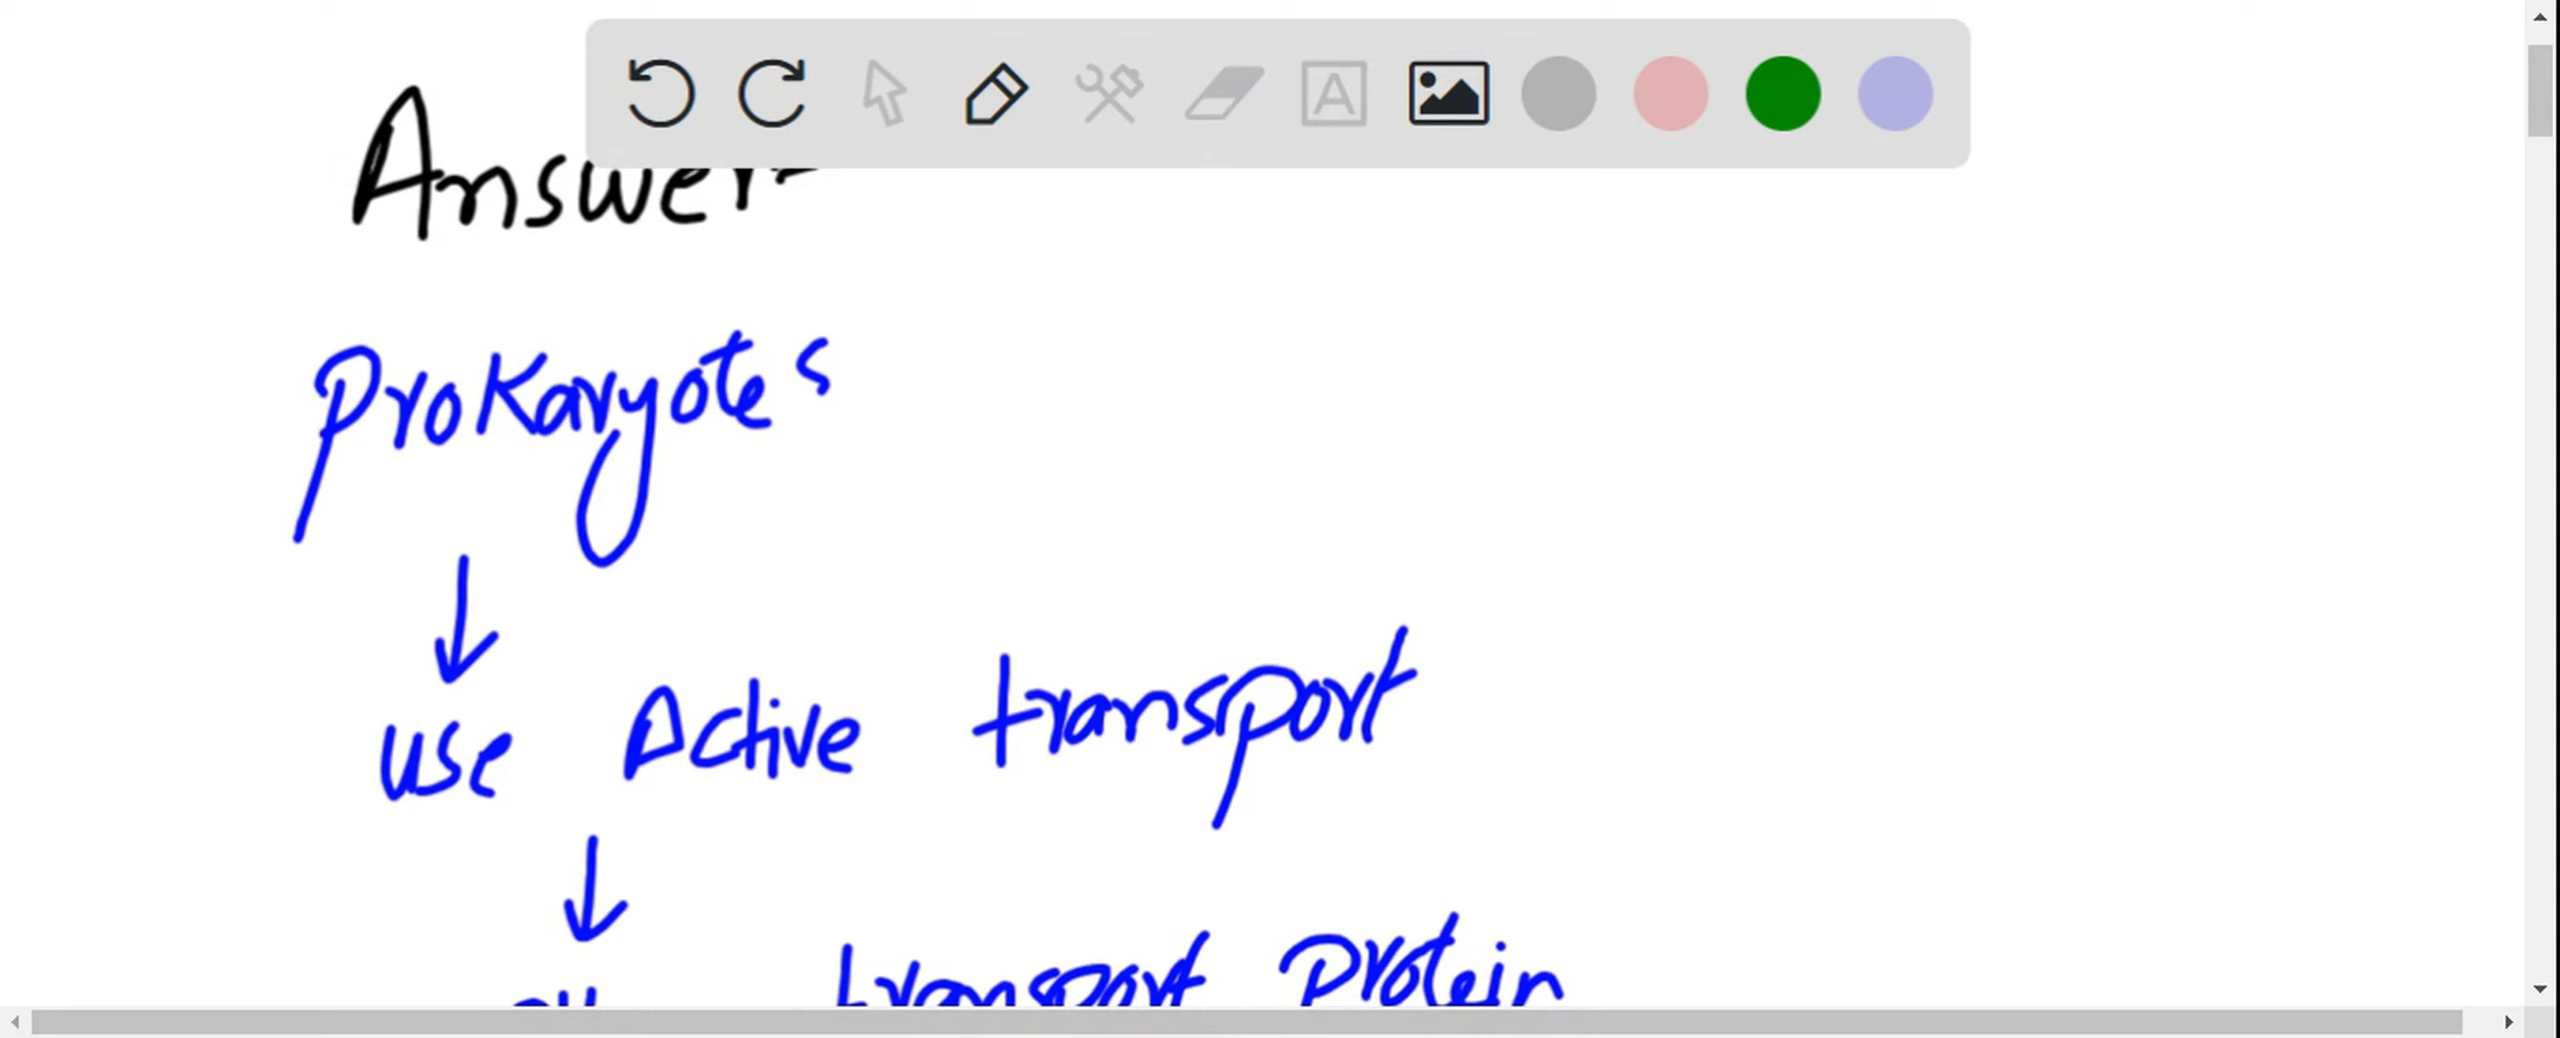 Answer
Prokaryotes
use Active transport
transport Protein